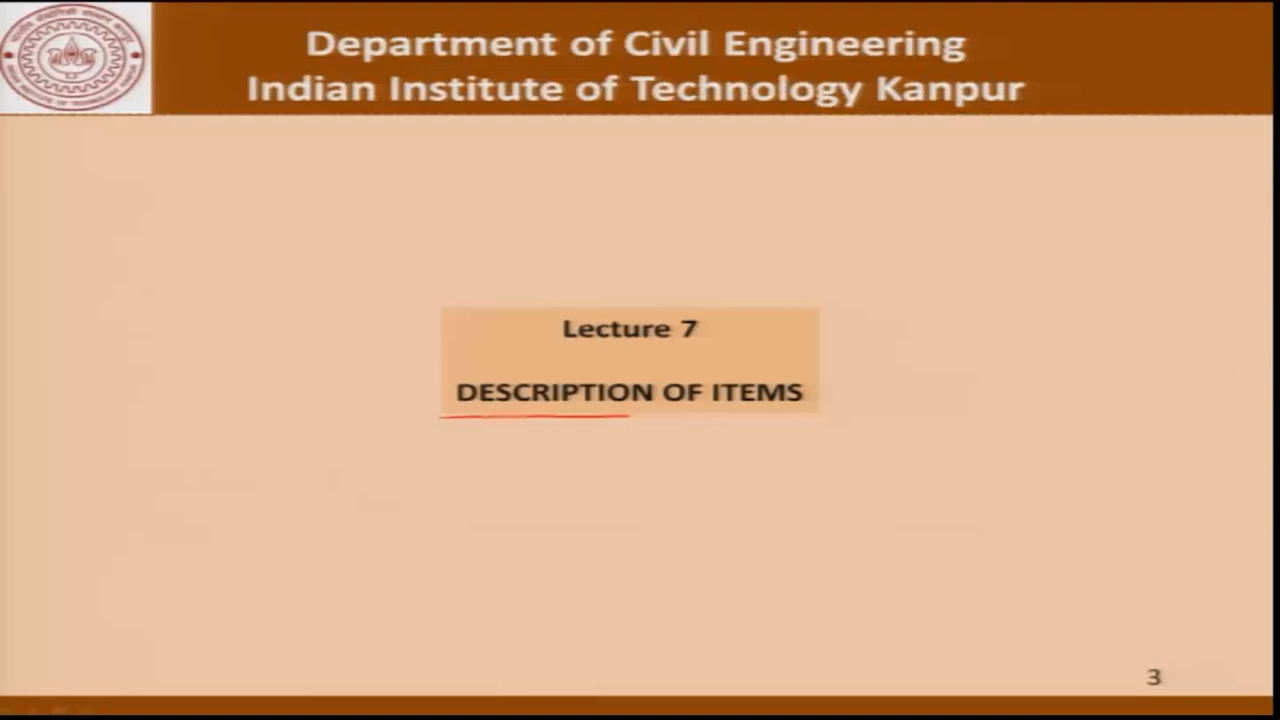 Department of Civil Engineering
Indian Institute of Technology Kanpur
Lecture 7
DESCRIPTION OF ITEMS
3